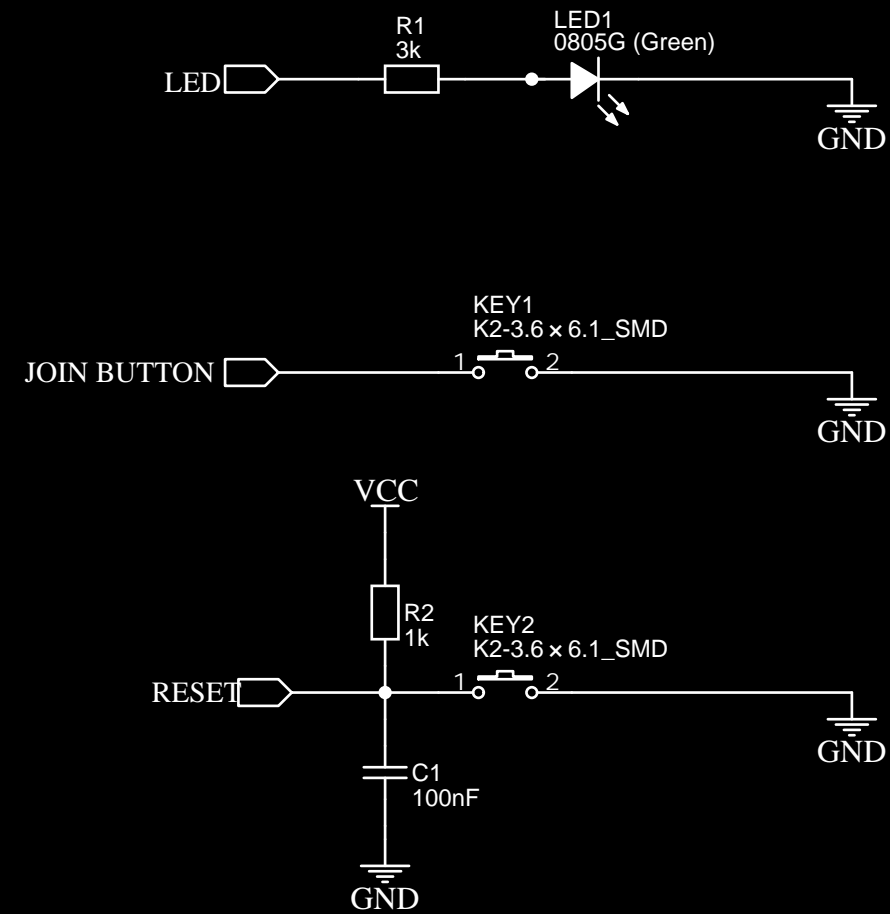 R1
3k
LED1
0805G (Green)
LED
GND
KEY1
K2-3.6×6.1_SMD
JOIN BUTTON
1 2
GND
VCC
R2
1k
KEY2
K2-3.6×6.1_SMD
RESET
1 2
GND
C1
100nF
GND